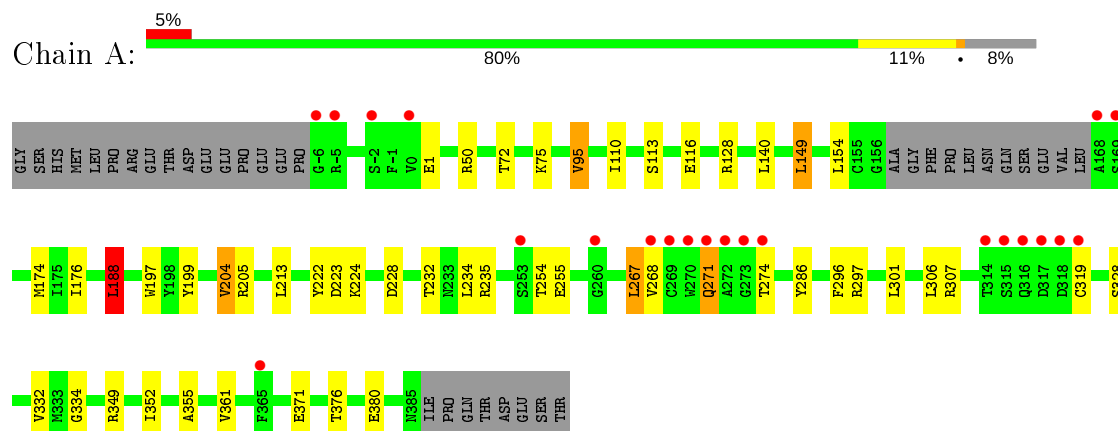 5%
Chain A:
80% 11% • 8%
GLY SER HIS MET LEU PRO ARG GLU THR ASP GLU GLU PRO GLU GLU PRO G-6 R-5 S-2 F-1 V0 E1 R50 T72 K75 V95 I110 S113 E116 R128 L140 L149 L154 C155 G156 ALA GLY PHE PRO LEU ASN GLN SER GLU VAL LEU A168 S169
M174 I175 I176 L188 W197 Y198 Y199 V204 R205 L213 Y222 D223 K224 D228 T232 N233 L234 R235 S253 T254 E255 G260 L267 V268 C269 W270 Q271 A272 G273 T274 Y286 F296 R297 L301 L306 R307 T314 S315 Q316 D317 D318 C319 S328
V332 M333 G334 R349 I352 A355 V361 F365 E371 T376 E380 N385 ILE PRO GLN THR ASP GLU SER THR